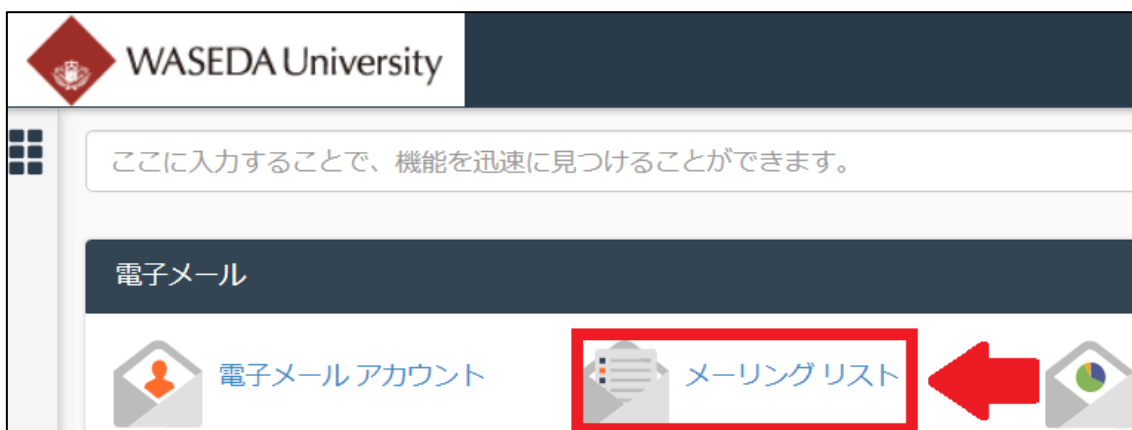 WASEDA University
ここに入力することで、機能を迅速に見つけることができます。
電子メール
電子メール アカウント
メーリング リスト